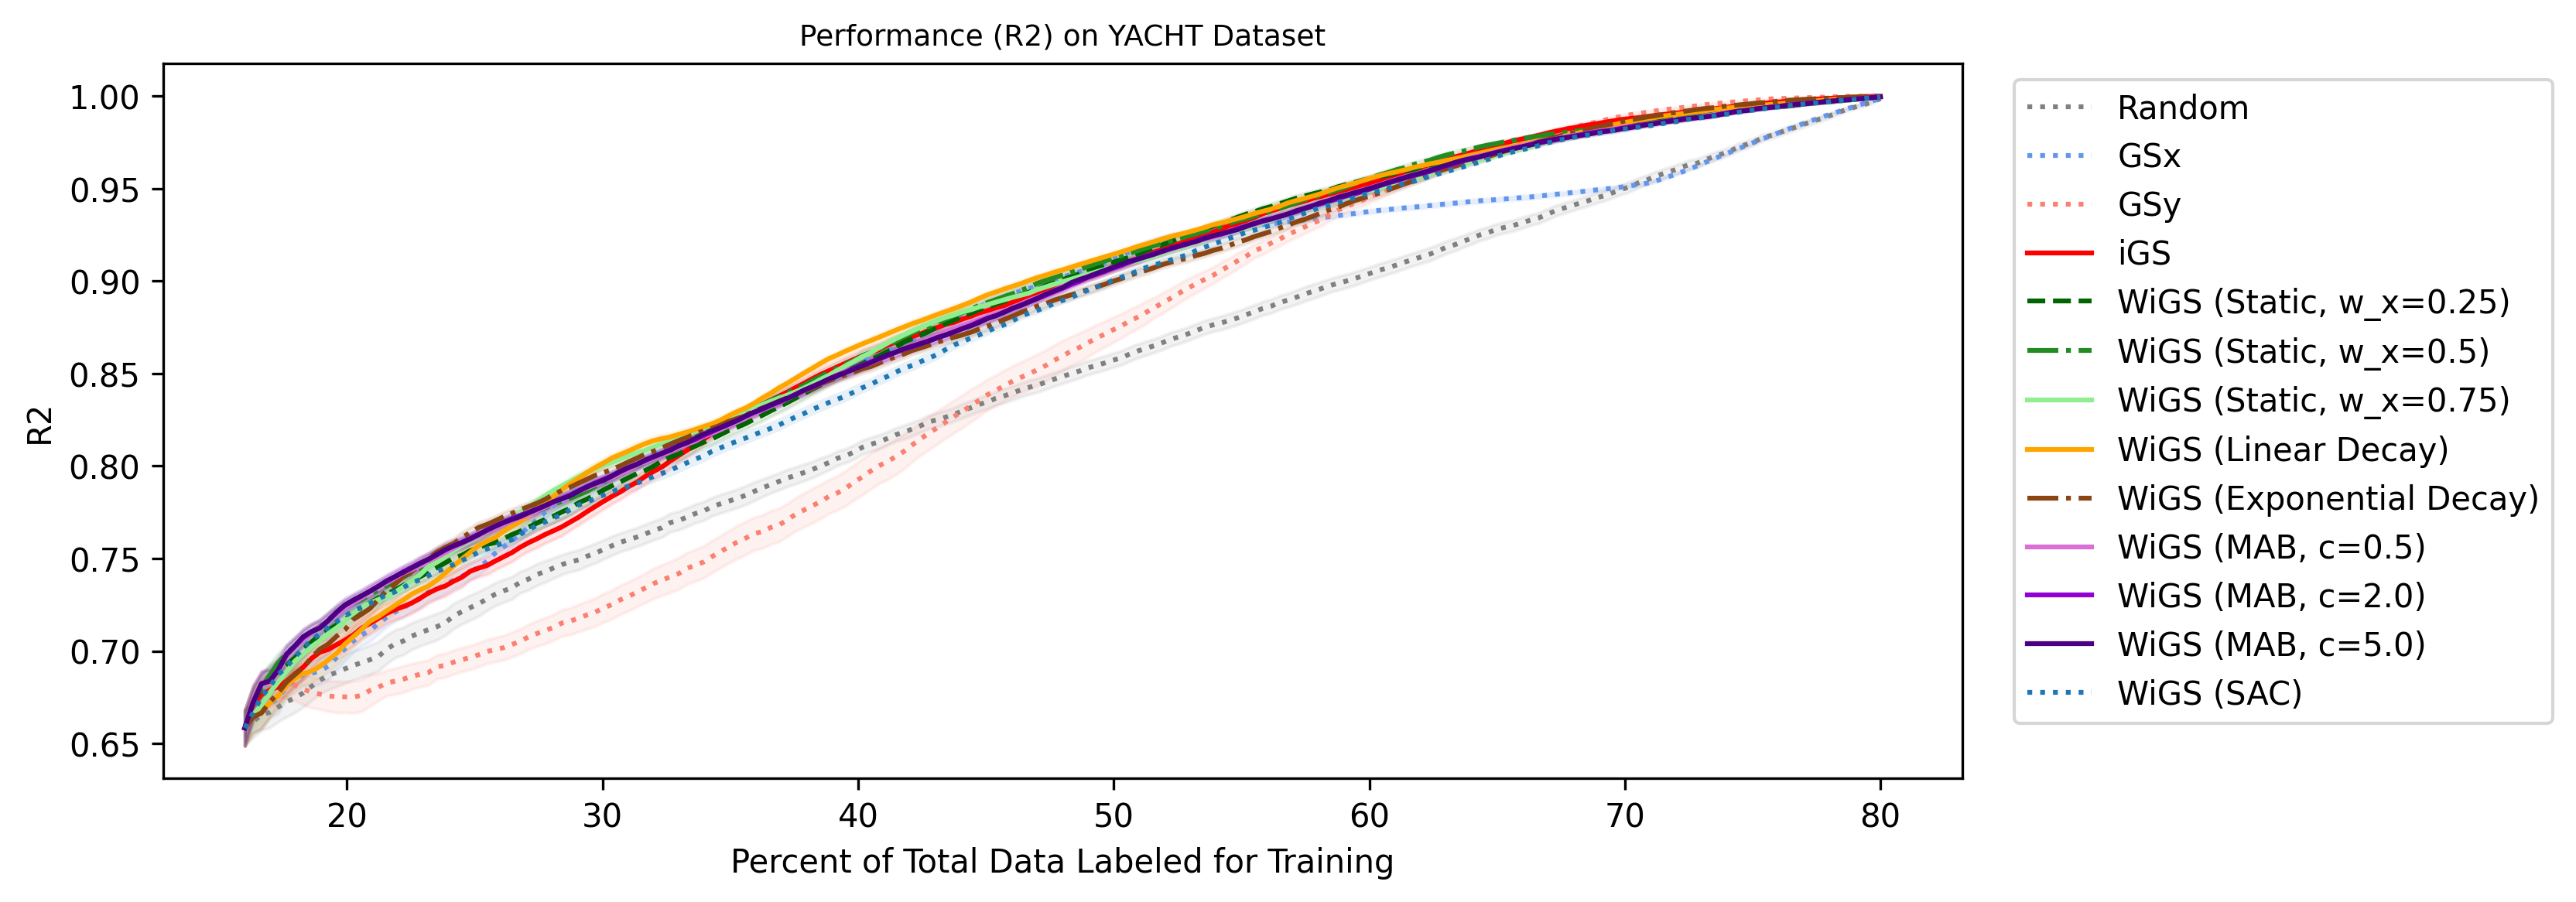 Performance (R2) on YACHT Dataset
R2
1.00
0.95
0.90
0.85
0.80
0.75
0.70
0.65
20
30
40
50
60
70
80
Percent of Total Data Labeled for Training
Random
GSx
GSy
iGS
WiGS (Static, w_x=0.25)
WiGS (Static, w_x=0.5)
WiGS (Static, w_x=0.75)
WiGS (Linear Decay)
WiGS (Exponential Decay)
WiGS (MAB, c=0.5)
WiGS (MAB, c=2.0)
WiGS (MAB, c=5.0)
WiGS (SAC)